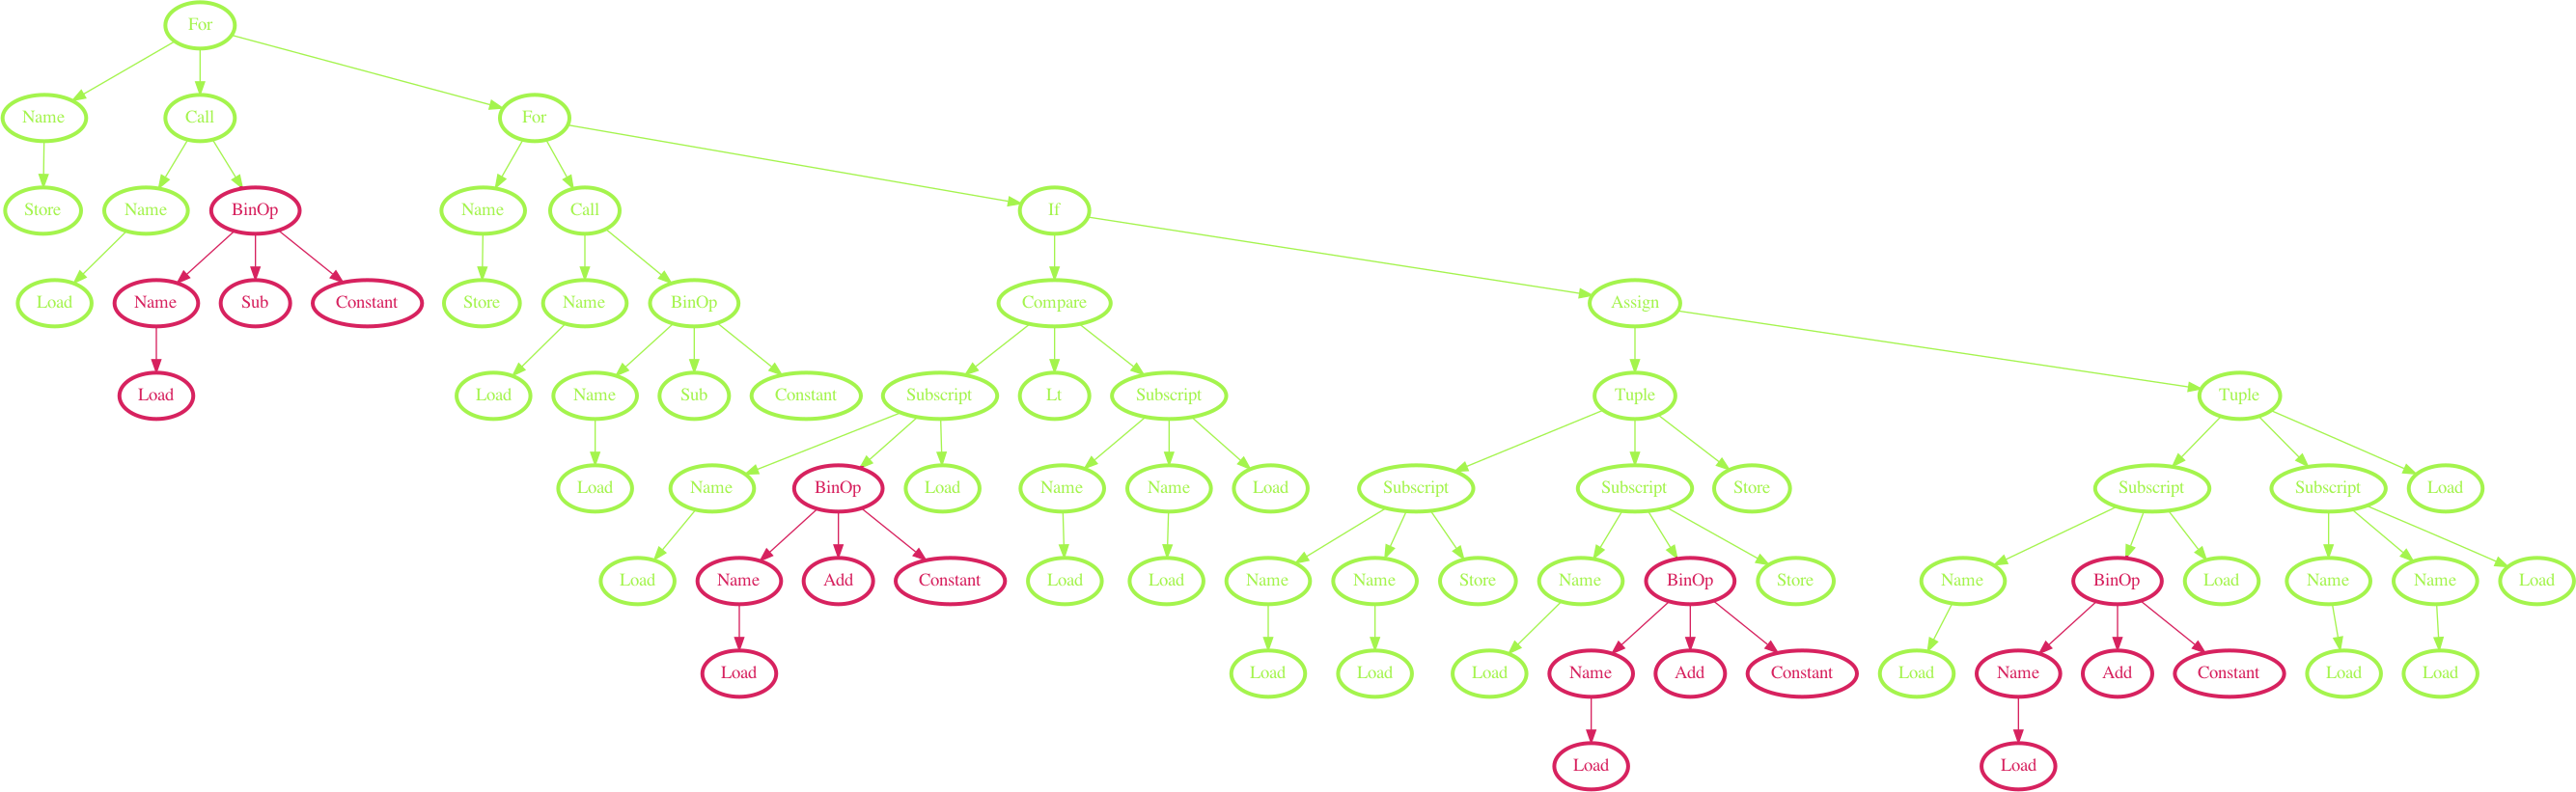 For
Name Call For
Store Name BinOp Name Call If
Load Name Sub Constant Store Name BinOp Compare Assign
Load Load Name Sub Constant Subscript Lt Subscript Tuple Tuple
Load Name BinOp Load Name Name Load Subscript Subscript Store Subscript Subscript Load
Load Name Add Constant Load Load Name Name Store Name BinOp Store Name BinOp Load Name Name Load
Load Load Load Load Name Add Constant Load Name Add Constant Load Load
Load Load